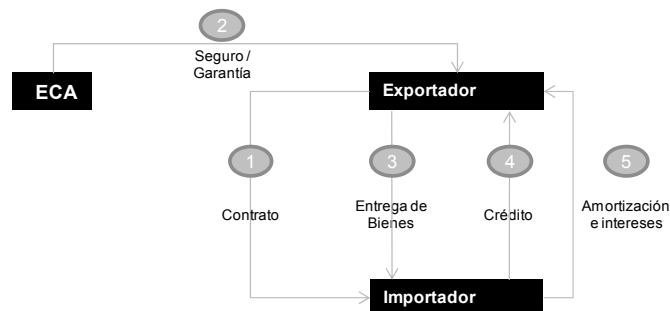 2
Seguro /
Garantía
ECA
Exportador
1
3
4
5
Contrato
Entrega de
Bienes
Crédito
Amortización
e intereses
Importador